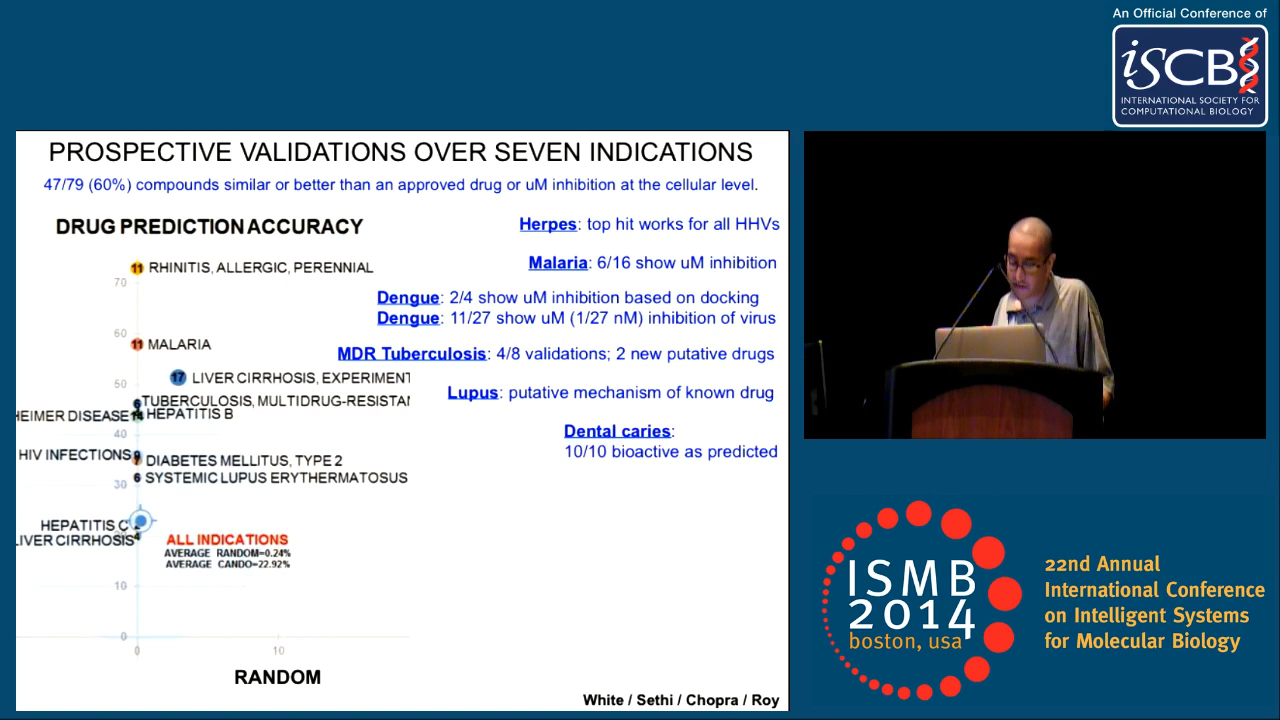 An Official Conference of
iSCB
INTERNATIONAL SOCIETY FOR
COMPUTATIONAL BIOLOGY
PROSPECTIVE VALIDATIONS OVER SEVEN INDICATIONS
47/79 (60%) compounds similar or better than an approved drug or uM inhibition at the cellular level.
DRUG PREDICTION ACCURACY
Herpes: top hit works for all HHVs
11 RHINITIS, ALLERGIC, PERENNIAL
Malaria: 6/16 show uM inhibition
70
Dengue: 2/4 show uM inhibition based on docking
Dengue: 11/27 show uM (1/27 nM) inhibition of virus
60
11 MALARIA
MDR Tuberculosis: 4/8 validations; 2 new putative drugs
50
17 LIVER CIRRHOSIS, EXPERIMENT
Lupus: putative mechanism of known drug
6 TUBERCULOSIS, MULTIDRUG-RESISTAN
HEIMER DISEASE 14 HEPATITIS B
40
Dental caries:
10/10 bioactive as predicted
HIV INFECTIONS 9
7 DIABETES MELLITUS, TYPE 2
6 SYSTEMIC LUPUS ERYTHERMATOSUS
30
HEPATITIS C 2
LIVER CIRRHOSIS 4
ALL INDICATIONS
AVERAGE RANDOM=0.24%
AVERAGE CANDO=22.92%
10
0
0 10
RANDOM
White / Sethi / Chopra / Roy
ISMB
2014
boston, usa
22nd Annual
International Conference
on Intelligent Systems
for Molecular Biology